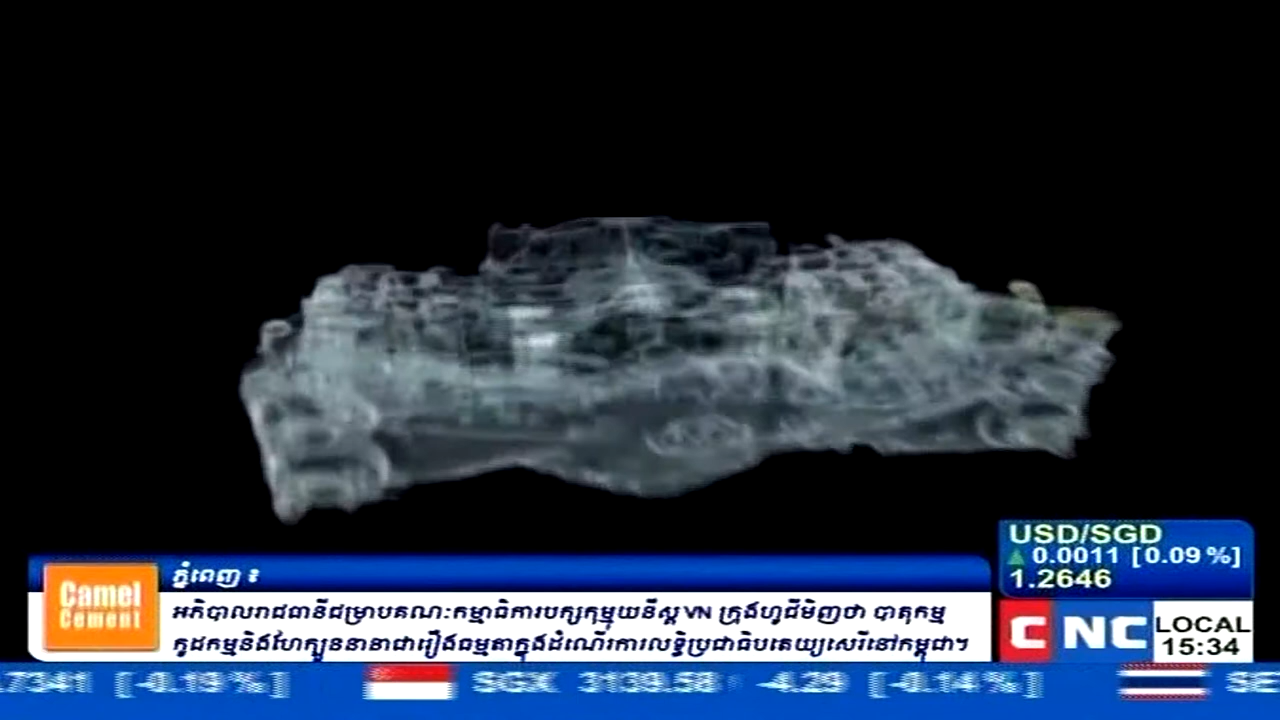 USD/SGD
▲ 0.0011 [0.09%]
1.2646
Camel
Cement
ភ្នំពេញ ៖
អភិបាលរាជធានីជម្រាបគណៈកម្មាធិការបក្សកុម្មុយនីស្ត VN ក្រុងហូជីមិញថា បាតុកម្ម
កូដកម្មនិងហែក្បួននានាជារឿងធម្មតាក្នុងដំណើរការលទ្ធិប្រជាធិបតេយ្យសេរីនៅកម្ពុជា។
CNC
LOCAL
15:34
.7341 [-0.19%] SGX 3139.58 -4.29 [-0.14%] SE